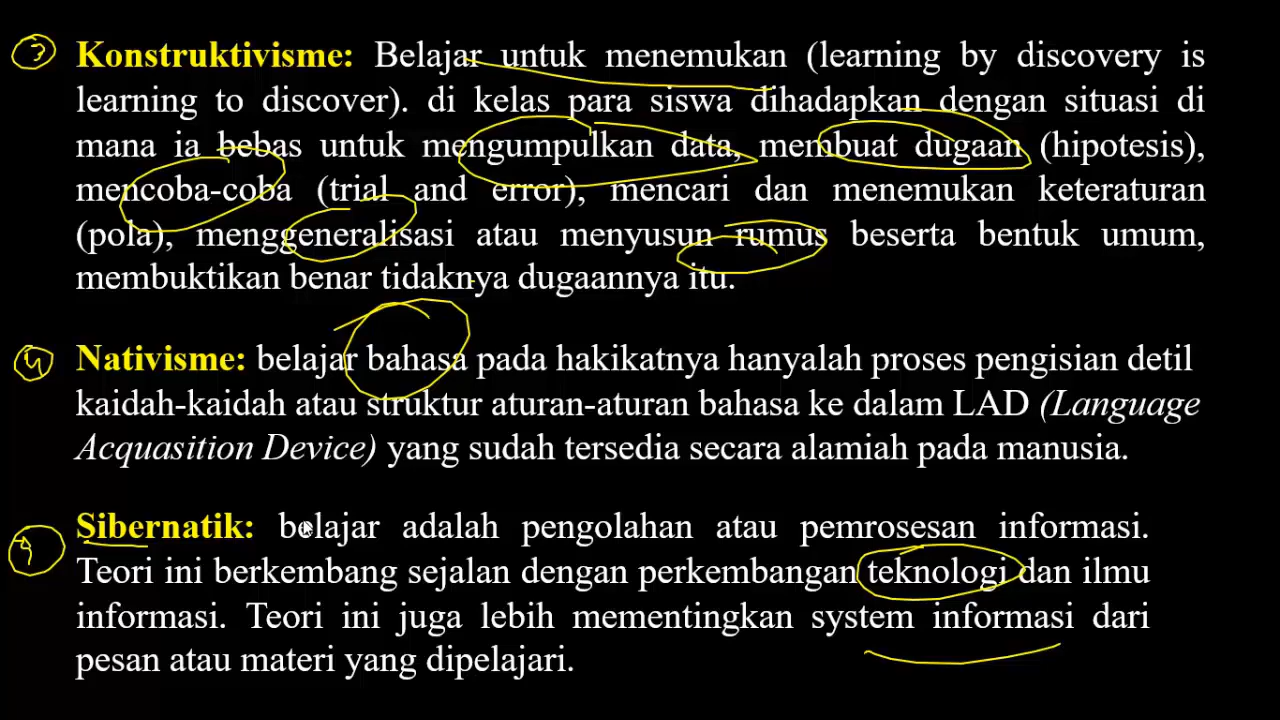 3 Konstruktivisme: Belajar untuk menemukan (learning by discovery is
learning to discover). di kelas para siswa dihadapkan dengan situasi di
mana ia bebas untuk mengumpulkan data, membuat dugaan (hipotesis),
mencoba-coba (trial and error), mencari dan menemukan keteraturan
(pola), menggeneralisasi atau menyusun rumus beserta bentuk umum,
membuktikan benar tidaknya dugaannya itu.
4 Nativisme: belajar bahasa pada hakikatnya hanyalah proses pengisian detil
kaidah-kaidah atau struktur aturan-aturan bahasa ke dalam LAD (Language
Acquasition Device) yang sudah tersedia secara alamiah pada manusia.
Sibernatik: belajar adalah pengolahan atau pemrosesan informasi.
Teori ini berkembang sejalan dengan perkembangan teknologi dan ilmu
informasi. Teori ini juga lebih mementingkan system informasi dari
pesan atau materi yang dipelajari.